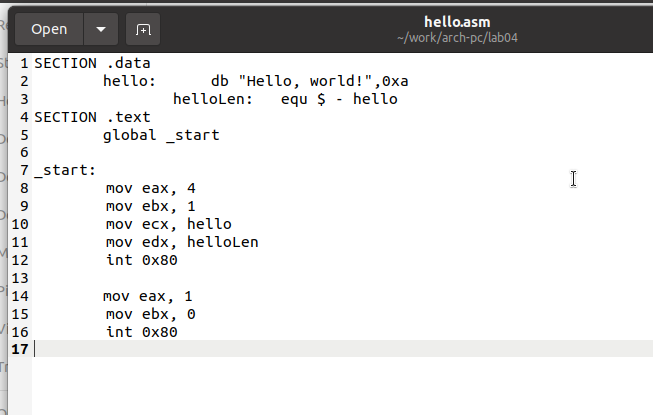 Open
hello.asm
~/work/arch-pc/lab04
1 SECTION .data
2 hello: db "Hello, world!",0xa
3 helloLen: equ $ - hello
4 SECTION .text
5 global _start
6
7 _start:
8 mov eax, 4
9 mov ebx, 1
10 mov ecx, hello
11 mov edx, helloLen
12 int 0x80
13
14 mov eax, 1
15 mov ebx, 0
16 int 0x80
17